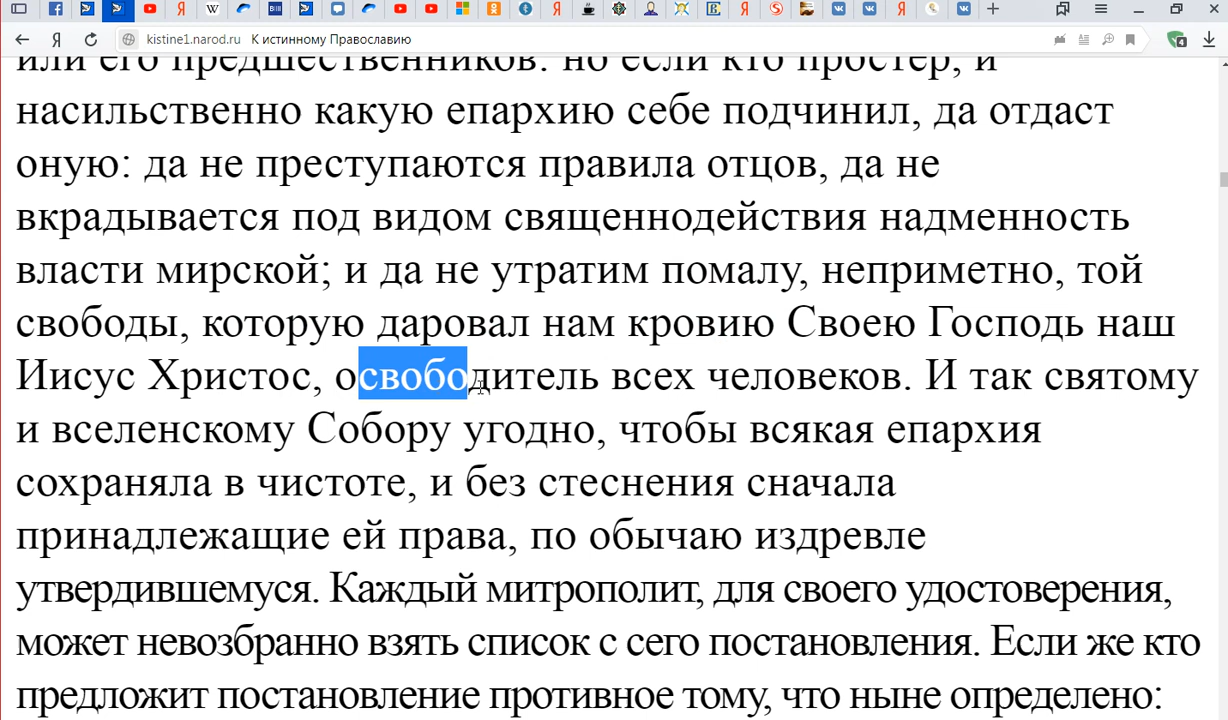 kistine1.narod.ru К истинному Православию
4
или его предшественников: но если кто простер, и
насильственно какую епархию себе подчинил, да отдаст
оную: да не преступаются правила отцов, да не
вкрадывается под видом священнодействия надменность
власти мирской; и да не утратим помалу, неприметно, той
свободы, которую даровал нам кровию Своею Господь наш
Иисус Христос, освободитель всех человеков. И так святому
и вселенскому Собору угодно, чтобы всякая епархия
сохраняла в чистоте, и без стеснения сначала
принадлежащие ей права, по обычаю издревле
утвердившемуся. Каждый митрополит, для своего удостоверения,
может невозбранно взять список с сего постановления. Если же кто
предложит постановление противное тому, что ныне определено: